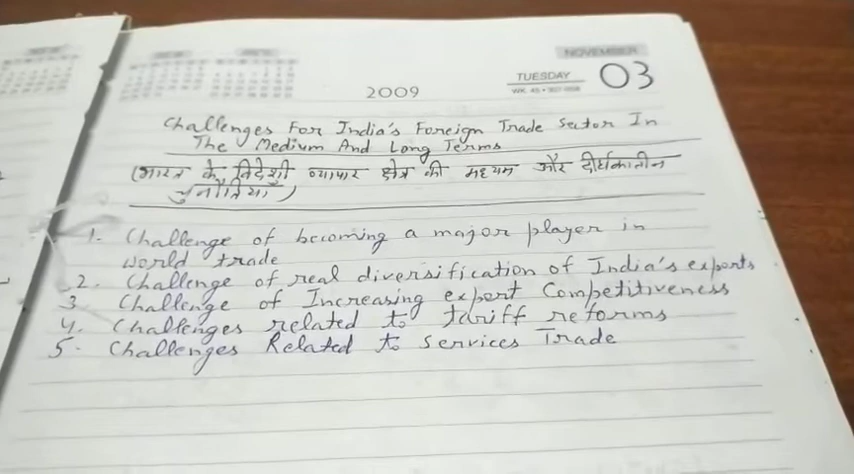 NOVEMBER
2009
TUESDAY
03
Challenges For India's Foreign Trade Sector In
The Medium And Long Terms
(भारत के विदेशी व्यापार क्षेत्र की मध्यम और दीर्घकालीन
चुनौतियां)
1. Challenge of becoming a major player in
world trade
2. Challenge of real diversification of India's exports
3 Challenge of Increasing export Competitiveness
4. Challenges related to tariff reforms
5. Challenges Related to Services Trade